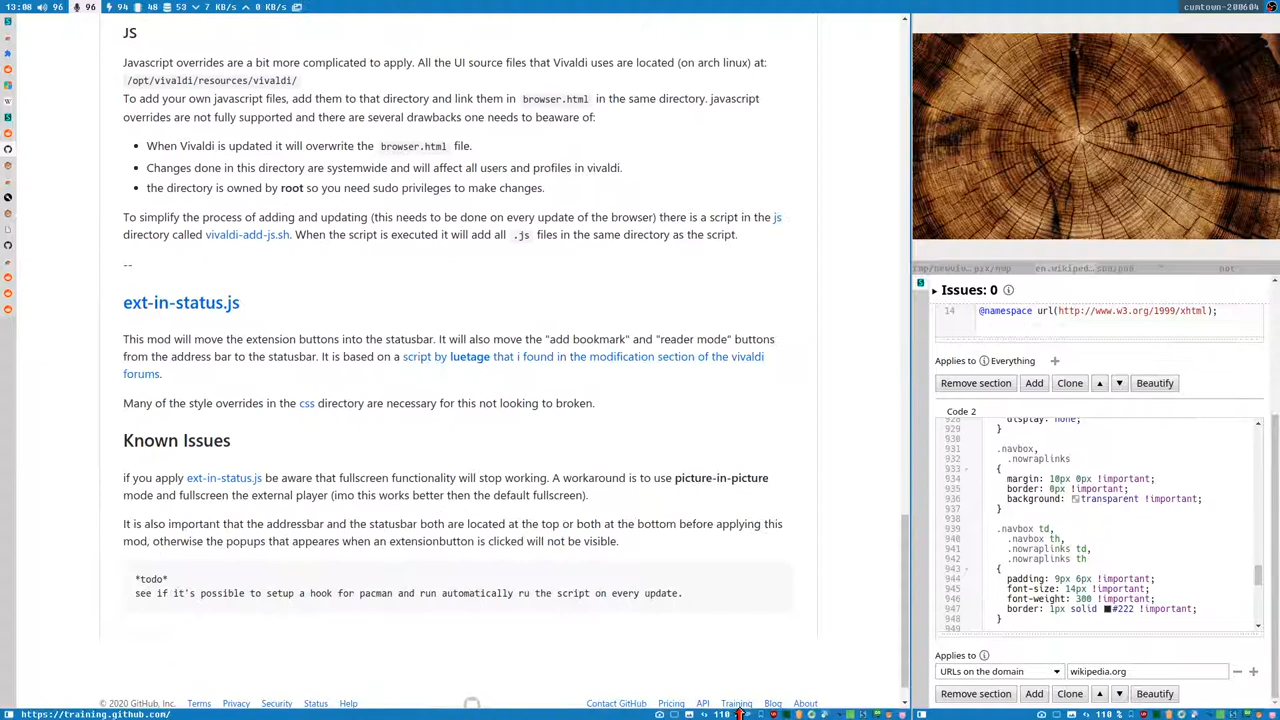 13:08 96 96 94 48 53 7 KB/s 0 KB/s
cumtown-200604
JS
Javascript overrides are a bit more complicated to apply. All the UI source files that Vivaldi uses are located (on arch linux) at:
/opt/vivaldi/resources/vivaldi/
To add your own javascript files, add them to that directory and link them in browser.html in the same directory. javascript
overrides are not fully supported and there are several drawbacks one needs to beaware of:
• When Vivaldi is updated it will overwrite the browser.html file.
• Changes done in this directory are systemwide and will affect all users and profiles in vivaldi.
• the directory is owned by root so you need sudo privileges to make changes.
To simplify the process of adding and updating (this needs to be done on every update of the browser) there is a script in the js
directory called vivaldi-add-js.sh. When the script is executed it will add all .js files in the same directory as the script.
--
ext-in-status.js
This mod will move the extension buttons into the statusbar. It will also move the "add bookmark" and "reader mode" buttons
from the address bar to the statusbar. It is based on a script by luetage that i found in the modification section of the vivaldi
forums.
Many of the style overrides in the css directory are necessary for this not looking to broken.
Known Issues
if you apply ext-in-status.js be aware that fullscreen functionality will stop working. A workaround is to use picture-in-picture
mode and fullscreen the external player (imo this works better then the default fullscreen).
It is also important that the addressbar and the statusbar both are located at the top or both at the bottom before applying this
mod, otherwise the popups that appeares when an extensionbutton is clicked will not be visible.
*todo*
see if it's possible to setup a hook for pacman and run automatically ru the script on every update.
© 2020 GitHub, Inc. Terms Privacy Security Status Help Contact GitHub Pricing API Training Blog About
https://training.github.com/ 110
Issues: 0
14 @namespace url(http://www.w3.org/1999/xhtml);
Applies to Everything
Remove section Add Clone ▲ ▼ Beautify
Code 2
928 display: none;
929 }
930
931 .navbox,
932 .nowraplinks
933 {
934 margin: 10px 0px !important;
935 border: 0px !important;
936 background: transparent !important;
937 }
938
939 .navbox td,
940 .navbox th,
941 .nowraplinks td,
942 .nowraplinks th
943 {
944 padding: 9px 6px !important;
945 font-size: 14px !important;
946 font-weight: 300 !important;
947 border: 1px solid #222 !important;
948 }
949
Applies to
URLs on the domain wikipedia.org
Remove section Add Clone ▲ ▼ Beautify
110